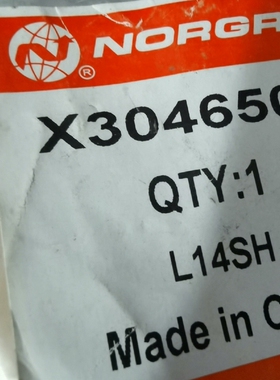 NORGR
®
X304650
QTY:1
L14SH
Made in C